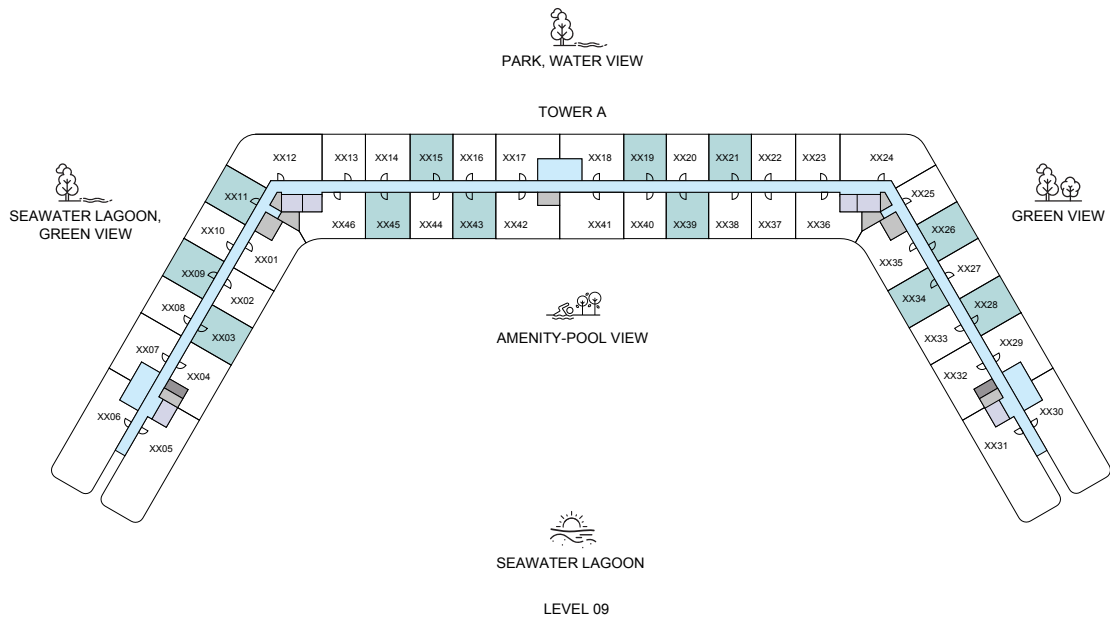 PARK, WATER VIEW
TOWER A
XX12 XX13 XX14 XX15 XX16 XX17 XX18 XX19 XX20 XX21 XX22 XX23 XX24
XX11
XX25
SEAWATER LAGOON,
GREEN VIEW
GREEN VIEW
XX46 XX45 XX44 XX43 XX42 XX41 XX40 XX39 XX38 XX37 XX36
XX10
XX26
XX01
XX35
XX09
XX27
XX02
XX34
XX08
XX28
XX03
XX33
AMENITY-POOL VIEW
XX07
XX29
XX04
XX32
XX06
XX30
XX05
XX31
SEAWATER LAGOON
LEVEL 09